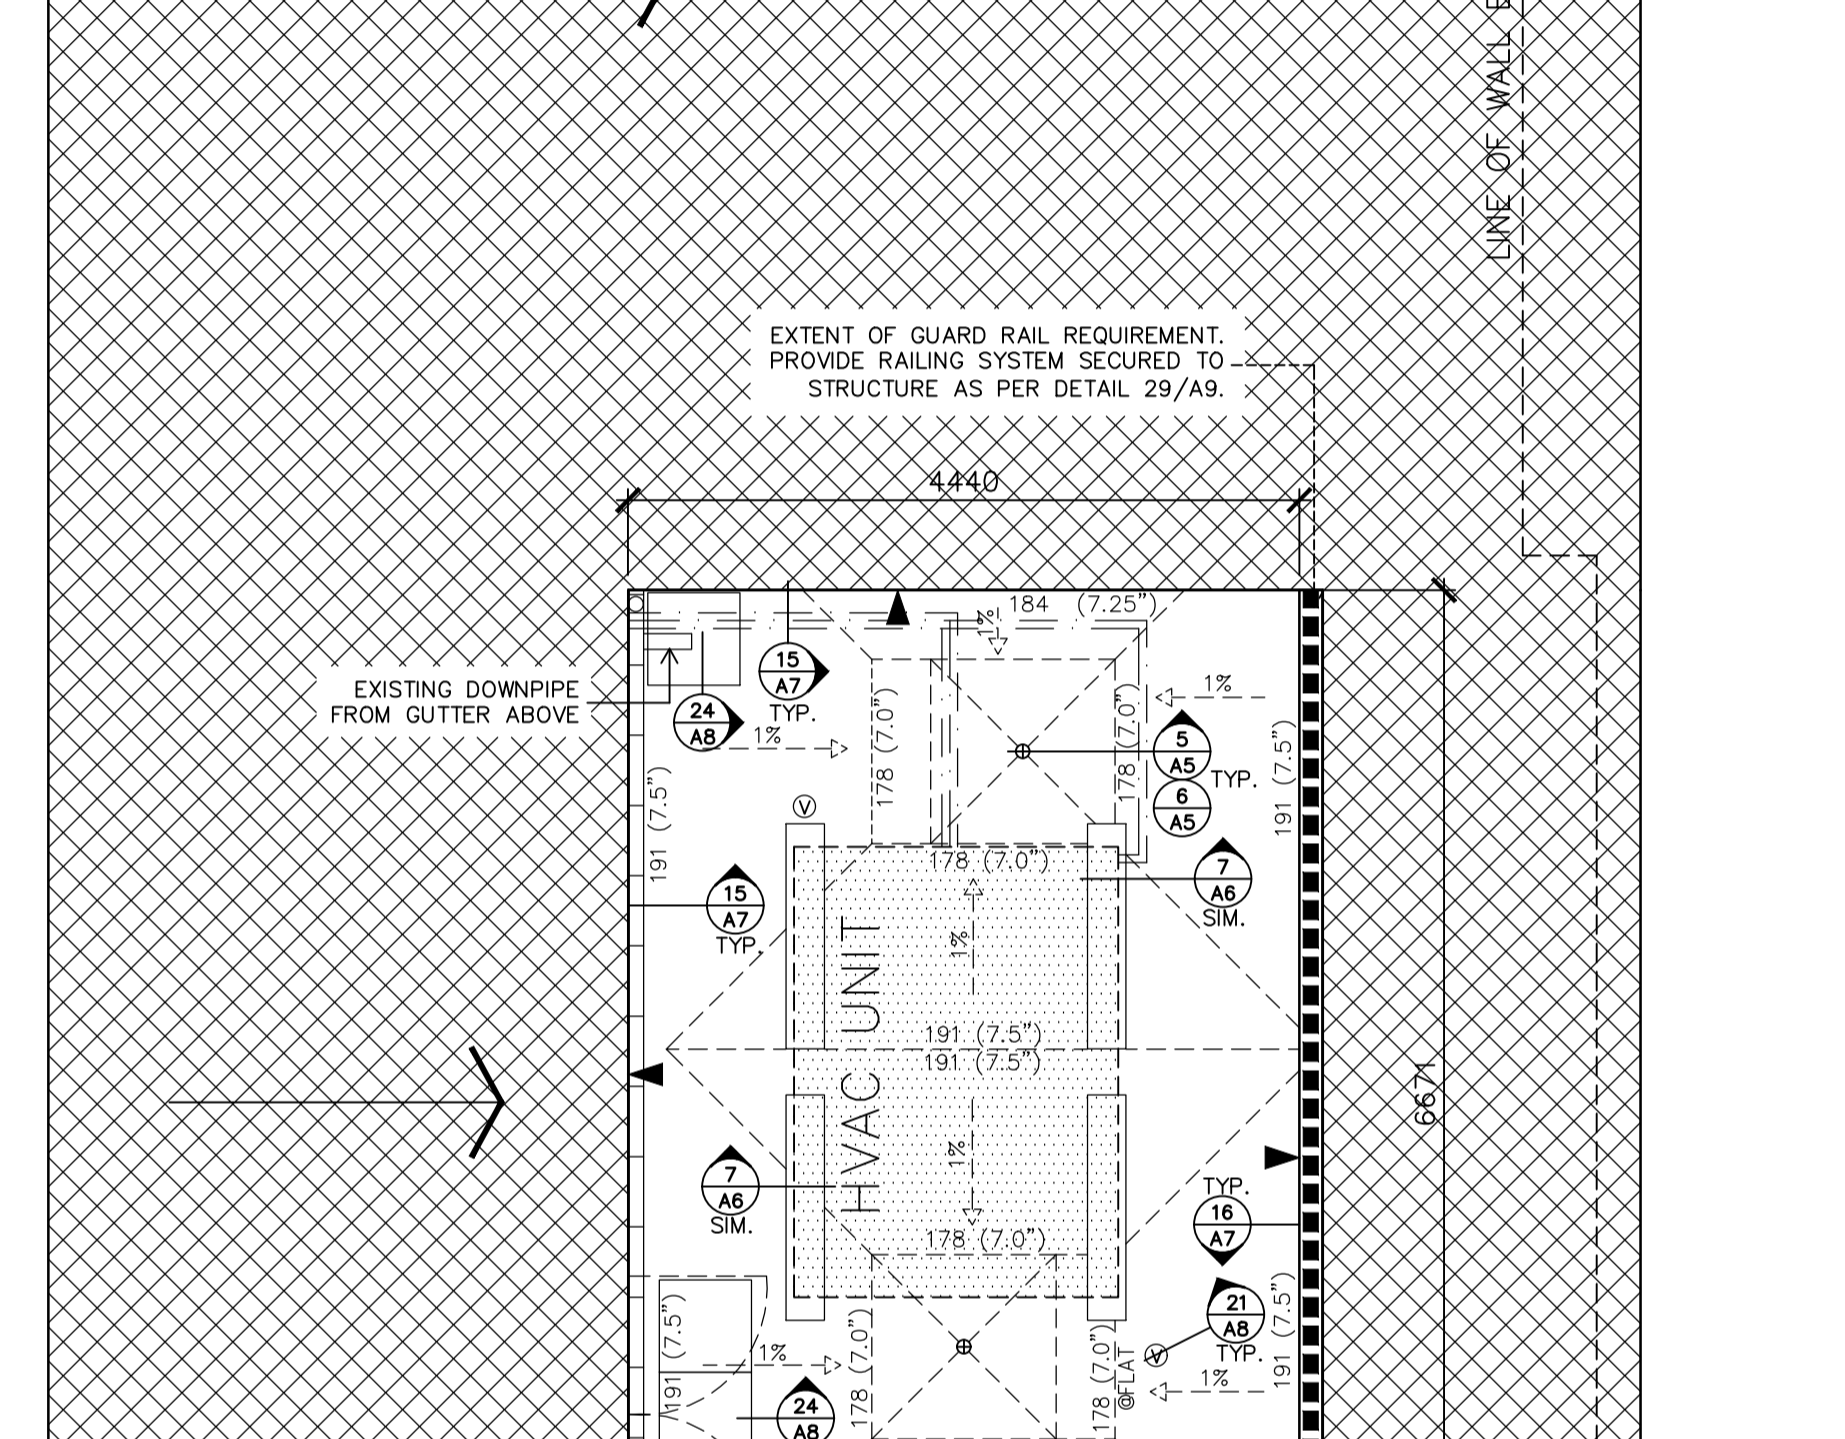 LINE OF WALL
EXTENT OF GUARD RAIL REQUIREMENT.
PROVIDE RAILING SYSTEM SECURED TO
STRUCTURE AS PER DETAIL 29/A9.
4440
184 (7.25")
1%
15
A7
TYP.
EXISTING DOWNPIPE
FROM GUTTER ABOVE
24
A8
1%
1%
178 (7.0")
178 (7.0")
5
A5
TYP.
6
A5
191 (7.5")
191 (7.5")
V
178 (7.0")
7
A6
SIM.
15
A7
TYP.
1%
HVAC UNIT
191 (7.5")
191 (7.5")
6671
1%
7
A6
SIM.
TYP.
16
A7
178 (7.0")
21
A8
TYP.
191 (7.5")
191 (7.5")
1%
178 (7.0")
178 (7.0")
@FLAT
V
1%
24
A8